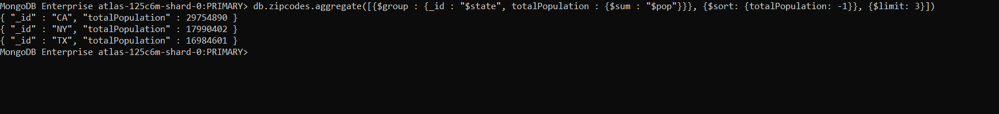 MongoDB Enterprise atlas-125c6m-shard-0:PRIMARY> db.zipcodes.aggregate([{$group : {_id : "$state", totalPopulation : {$sum : "$pop"}}}, {$sort: {totalPopulation: -1}}, {$limit: 3}])
{ "_id" : "CA", "totalPopulation" : 29754890 }
{ "_id" : "NY", "totalPopulation" : 17990402 }
{ "_id" : "TX", "totalPopulation" : 16984601 }
MongoDB Enterprise atlas-125c6m-shard-0:PRIMARY>